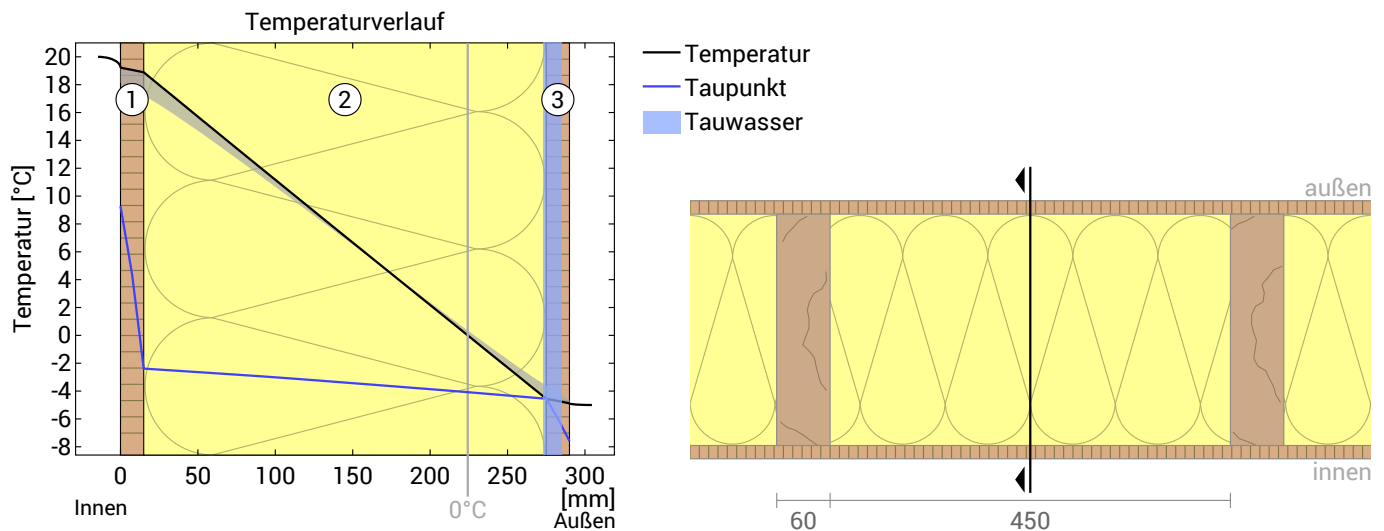 Temperaturverlauf
Temperatur [°C]
20
18
16
14
12
10
8
6
4
2
0
-2
-4
-6
-8
1
2
3
0 50 100 150 200 250 300
[mm]
Innen
0°C
Außen
Temperatur
Taupunkt
Tauwasser
außen
innen
60 450